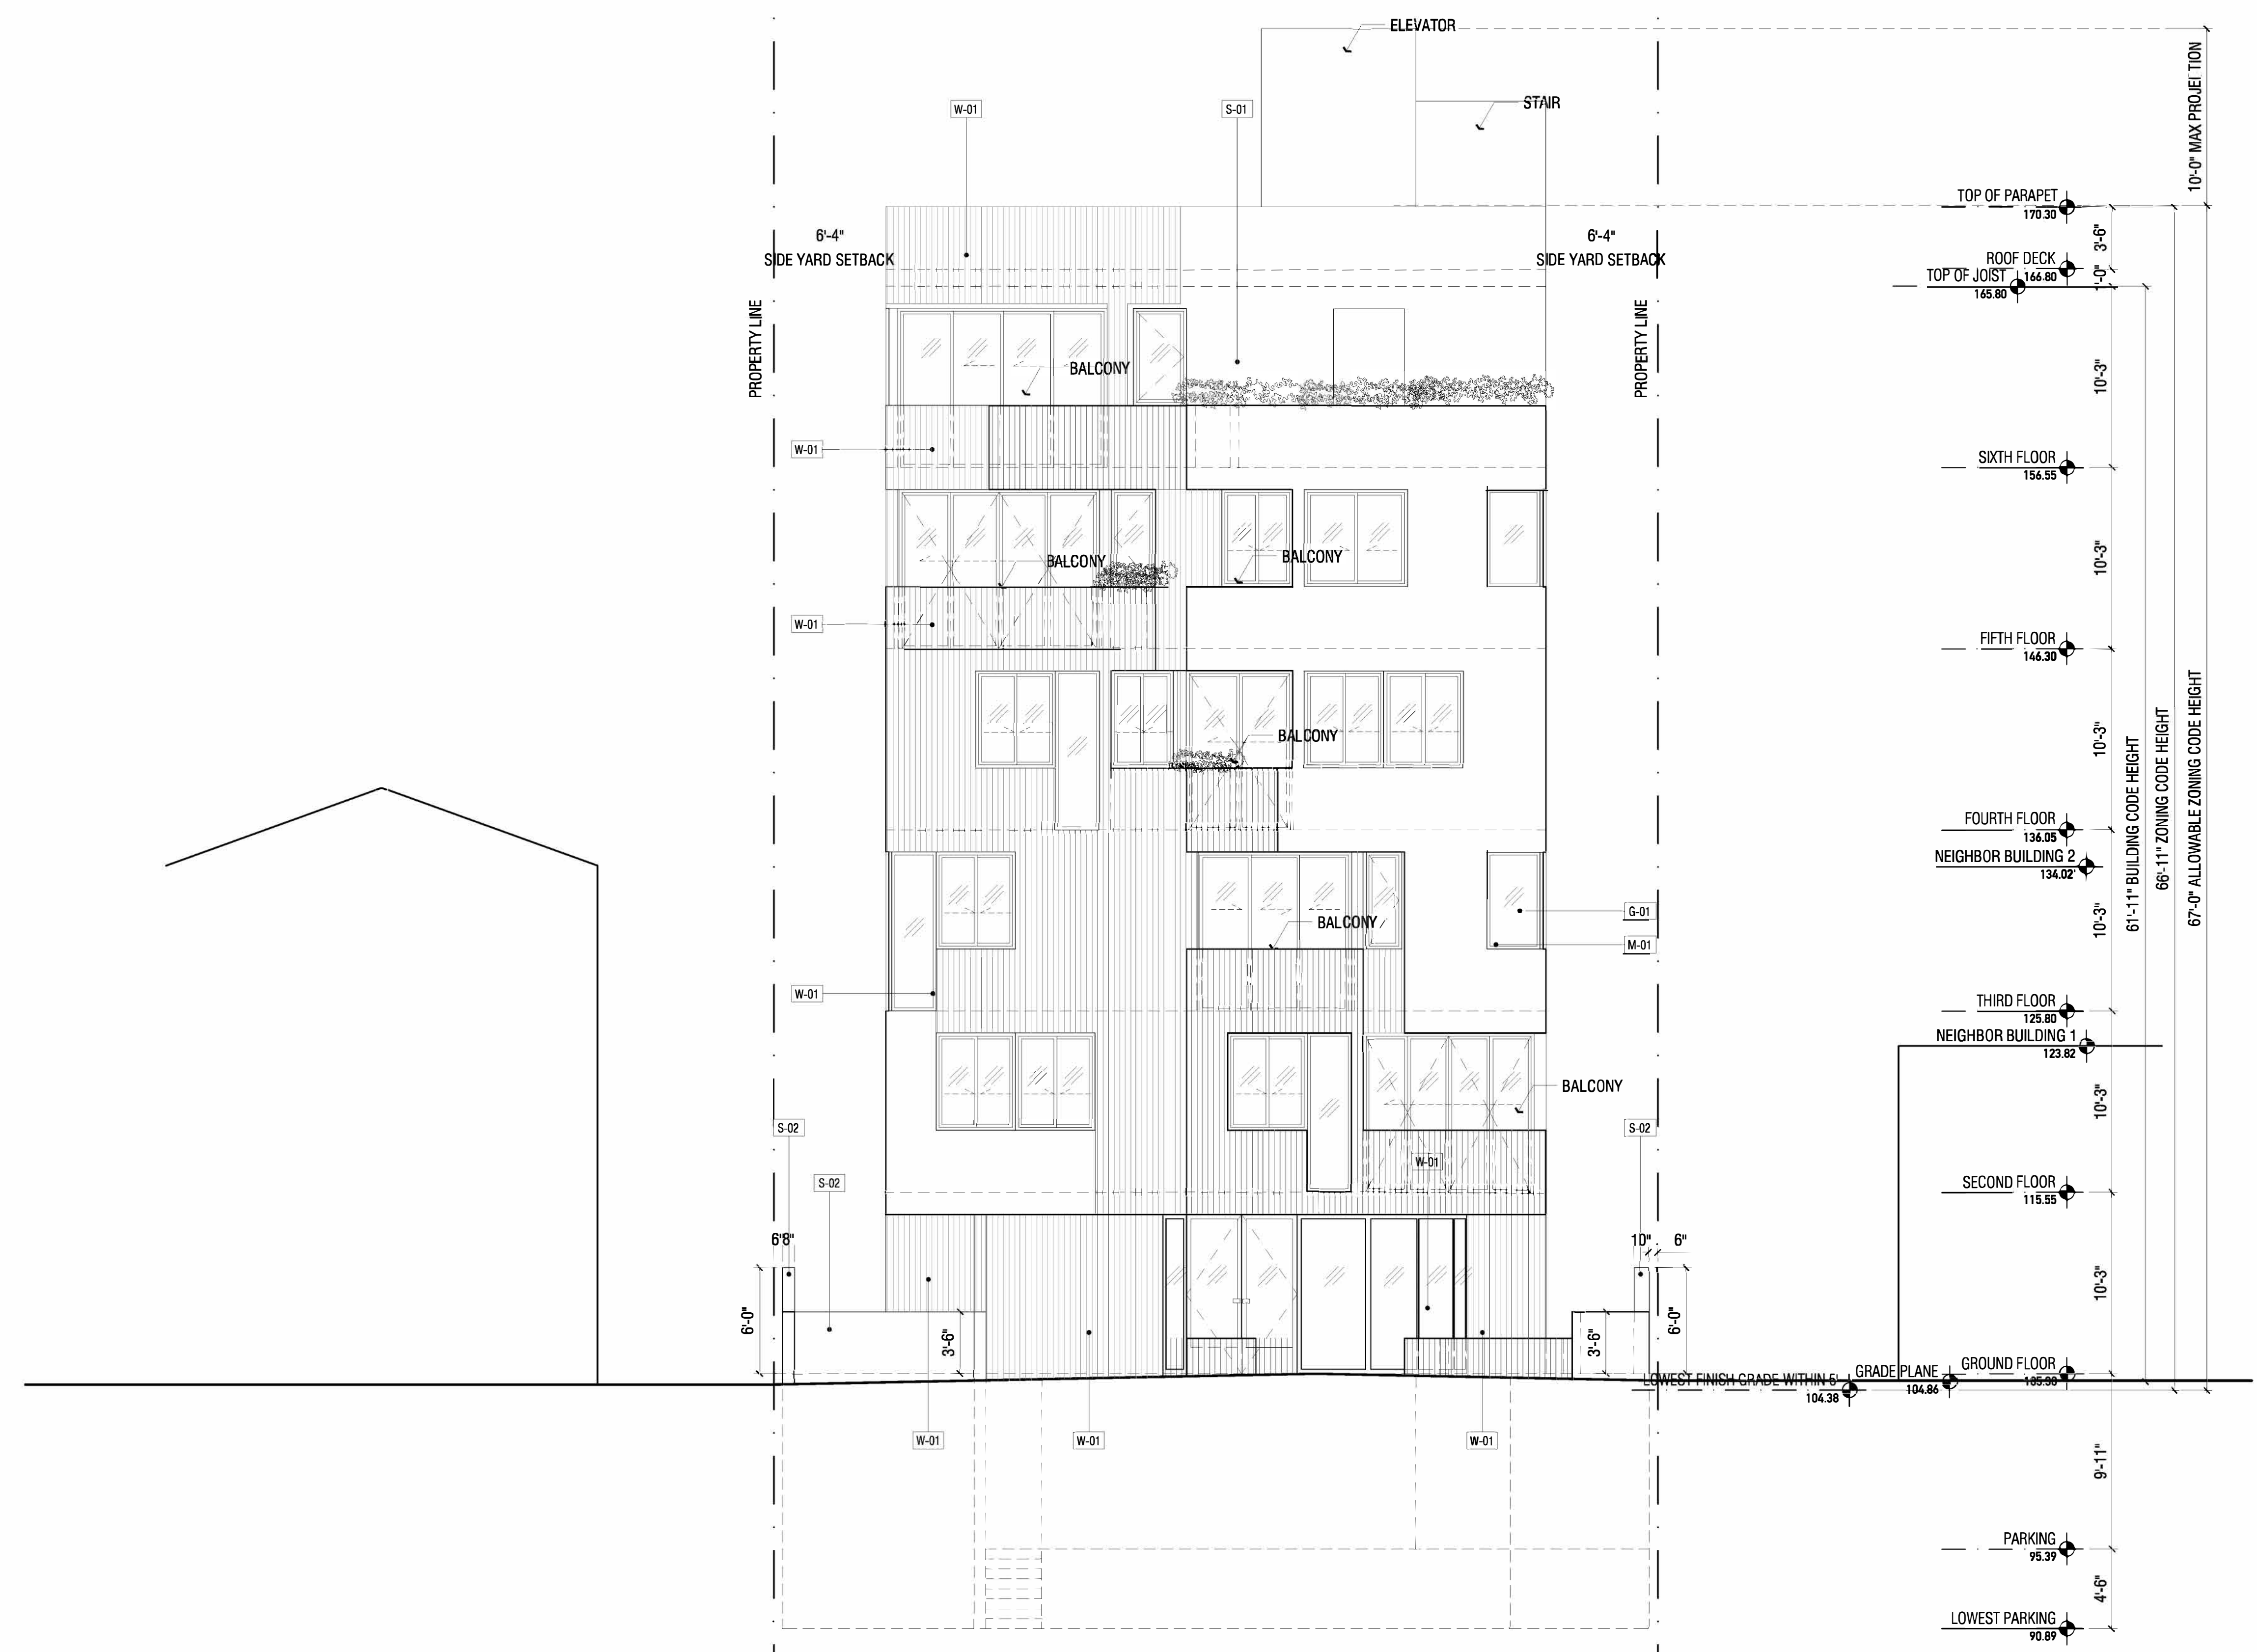 ELEVATOR
STAIR
W-01
S-01
10'-0" MAX PROJECTION
TOP OF PARAPET
170.30
3'-6"
6'-4"
SIDE YARD SETBACK
6'-4"
SIDE YARD SETBACK
ROOF DECK
166.80
TOP OF JOIST
165.80
1'-0"
PROPERTY LINE
PROPERTY LINE
BALCONY
10'-3"
W-01
SIXTH FLOOR
156.55
BALCONY
BALCONY
10'-3"
W-01
FIFTH FLOOR
146.30
BALCONY
10'-3"
FOURTH FLOOR
136.05
NEIGHBOR BUILDING 2
134.02'
61'-11" BUILDING CODE HEIGHT
66'-11" ZONING CODE HEIGHT
67'-0" ALLOWABLE ZONING CODE HEIGHT
G-01
BALCONY
M-01
10'-3"
W-01
THIRD FLOOR
125.80
NEIGHBOR BUILDING 1
123.82
BALCONY
10'-3"
S-02
S-02
W-01
S-02
SECOND FLOOR
115.55
6"8"
10"
6"
10'-3"
6'-0"
3'-6"
3'-6"
6'-0"
GROUND FLOOR
GRADE PLANE
104.86
LOWEST FINISH GRADE WITHIN 5'
104.38
W-01
W-01
W-01
9'-11"
PARKING
95.39
4'-6"
LOWEST PARKING
90.89